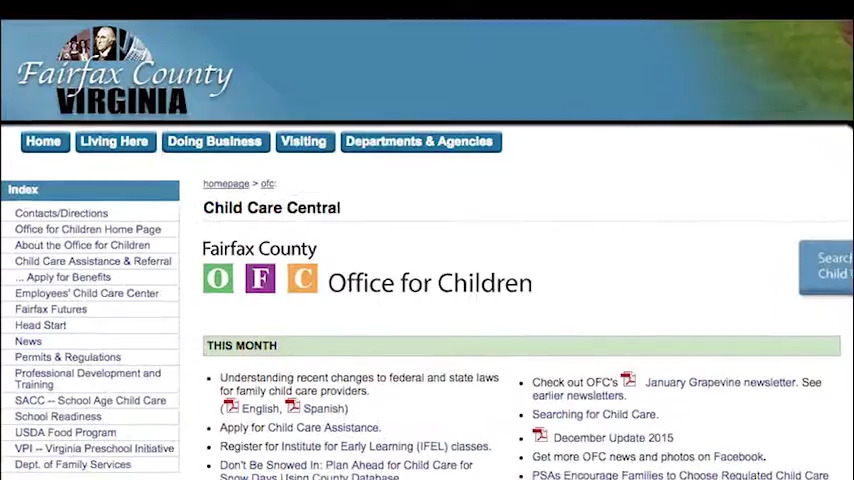 Fairfax County
VIRGINIA
Home
Living Here
Doing Business
Visiting
Departments & Agencies
Index
Contacts/Directions
Office for Children Home Page
About the Office for Children
Child Care Assistance & Referral
... Apply for Benefits
Employees' Child Care Center
Fairfax Futures
Head Start
News
Permits & Regulations
Professional Development and
Training
SACC -- School Age Child Care
School Readiness
USDA Food Program
VPI -- Virginia Preschool Initiative
Dept. of Family Services
homepage > ofc:
Child Care Central
Fairfax County
O F C Office for Children
Search
Child
THIS MONTH
• Understanding recent changes to federal and state laws
for family child care providers.
( English, Spanish)
• Apply for Child Care Assistance.
• Register for Institute for Early Learning (IFEL) classes.
• Don't Be Snowed In: Plan Ahead for Child Care for
Snow Days Using County Database
• Check out OFC's January Grapevine newsletter. See
earlier newsletters.
• Searching for Child Care.
• December Update 2015
• Get more OFC news and photos on Facebook.
• PSAs Encourage Families to Choose Regulated Child Care